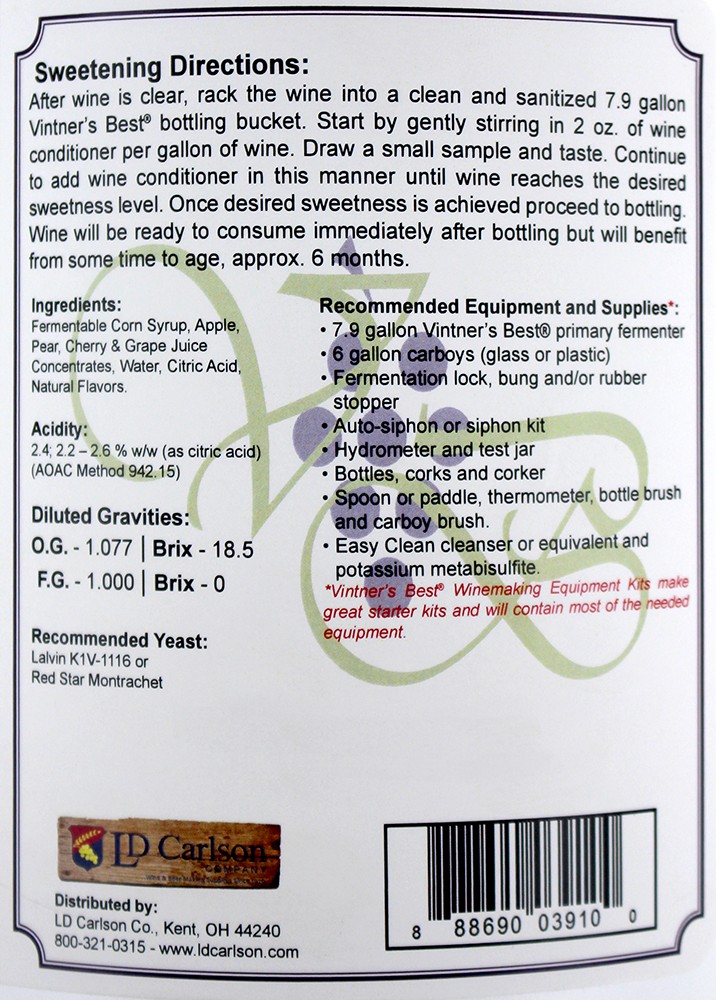 Sweetening Directions:
After wine is clear, rack the wine into a clean and sanitized 7.9 gallon
Vintner's Best® bottling bucket. Start by gently stirring in 2 oz. of wine
conditioner per gallon of wine. Draw a small sample and taste. Continue
to add wine conditioner in this manner until wine reaches the desired
sweetness level. Once desired sweetness is achieved proceed to bottling.
Wine will be ready to consume immediately after bottling but will benefit
from some time to age, approx. 6 months.
Ingredients:
Fermentable Corn Syrup, Apple,
Pear, Cherry & Grape Juice
Concentrates, Water, Citric Acid,
Natural Flavors.
Acidity:
2.4; 2.2 – 2.6 % w/w (as citric acid)
(AOAC Method 942.15)
Diluted Gravities:
O.G. - 1.077 | Brix - 18.5
F.G. - 1.000 | Brix - 0
Recommended Yeast:
Lalvin K1V-1116 or
Red Star Montrachet
Recommended Equipment and Supplies*:
• 7.9 gallon Vintner's Best® primary fermenter
• 6 gallon carboys (glass or plastic)
• Fermentation lock, bung and/or rubber
stopper
• Auto-siphon or siphon kit
• Hydrometer and test jar
• Bottles, corks and corker
• Spoon or paddle, thermometer, bottle brush
and carboy brush.
• Easy Clean cleanser or equivalent and
potassium metabisulfite.
*Vintner's Best® Winemaking Equipment Kits make
great starter kits and will contain most of the needed
equipment.
LD Carlson
COMPANY
Distributed by:
LD Carlson Co., Kent, OH 44240
800-321-0315 - www.ldcarlson.com
8 88690 03910 0